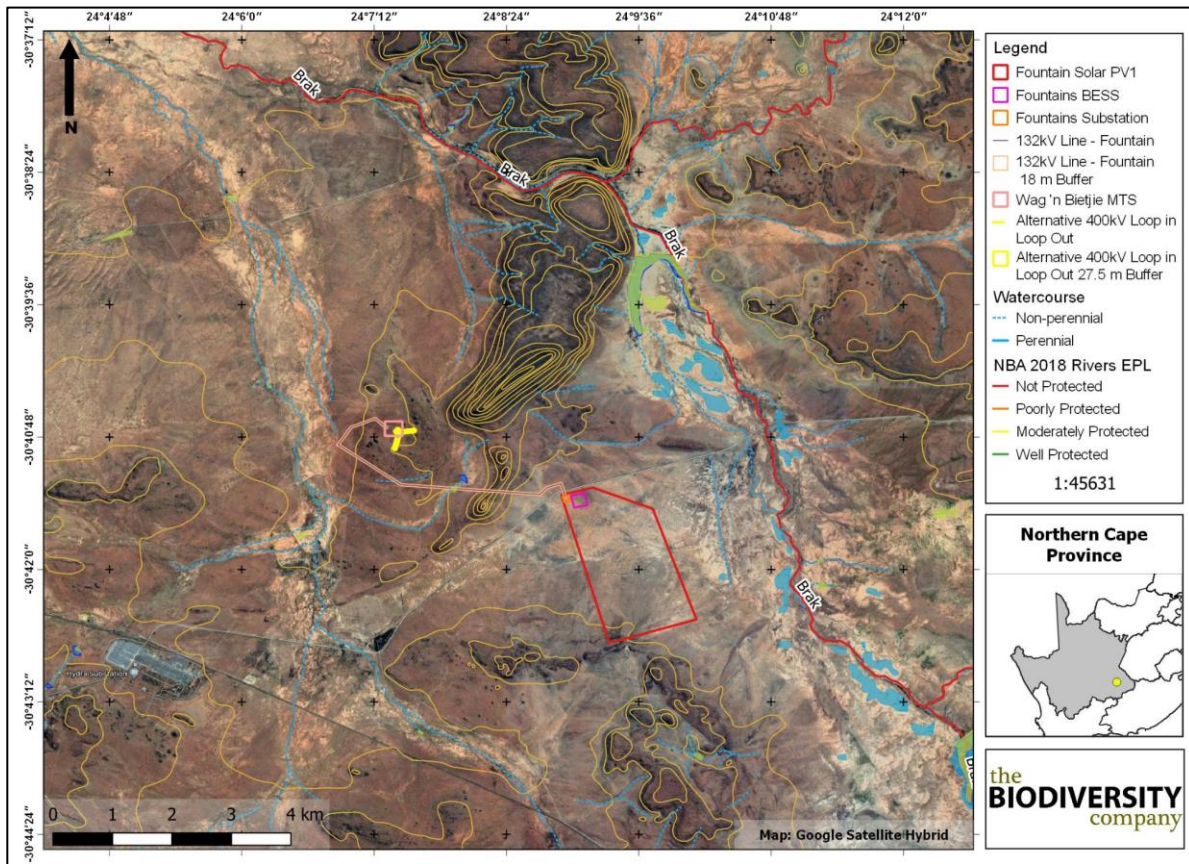 24°4'48" 24°6'0" 24°7'12" 24°8'24" 24°9'36" 24°10'48" 24°12'0"
-30°37'12"
-30°38'24"
-30°39'36"
-30°40'48"
-30°42'0"
-30°43'12"
-30°44'24"
N
Brak
Brak
Brak
Brak
Brak
Hydra Substation
0 1 2 3 4 km
Map: Google Satellite Hybrid
Legend
Fountain Solar PV1
Fountains BESS
Fountains Substation
132kV Line - Fountain
132kV Line - Fountain
18 m Buffer
Wag 'n Bietjie MTS
Alternative 400kV Loop in
Loop Out
Alternative 400kV Loop in
Loop Out 27.5 m Buffer
Watercourse
Non-perennial
Perennial
NBA 2018 Rivers EPL
Not Protected
Poorly Protected
Moderately Protected
Well Protected
1:45631
Northern Cape
Province
the
BIODIVERSITY
company